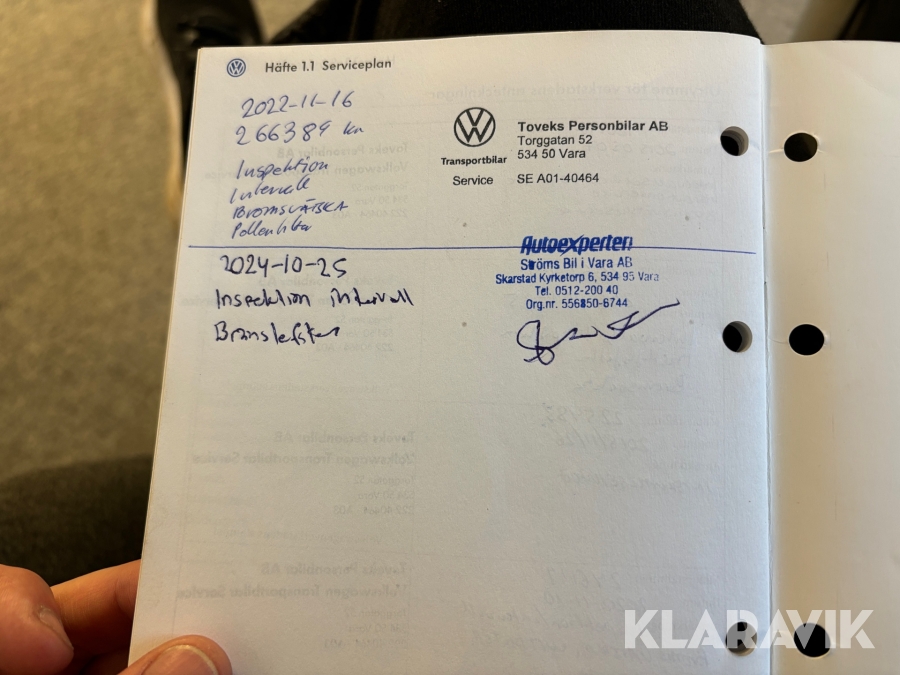 Häfte 1.1 Serviceplan
2022-11-16
266389 km
Inspektion
Intervall
BROMSVÄTSKA
Pollenfilter
Transportbilar
Service
Toveks Personbilar AB
Torggatan 52
534 50 Vara
SE A01-40464
2024-10-25
Inspektion intervall
Bränslefilter
Autoexperten
Ströms Bil i Vara AB
Skarstad Kyrketorp 6, 534 95 Vara
Tel. 0512-200 40
Org.nr. 556850-6744
KLARAVIK